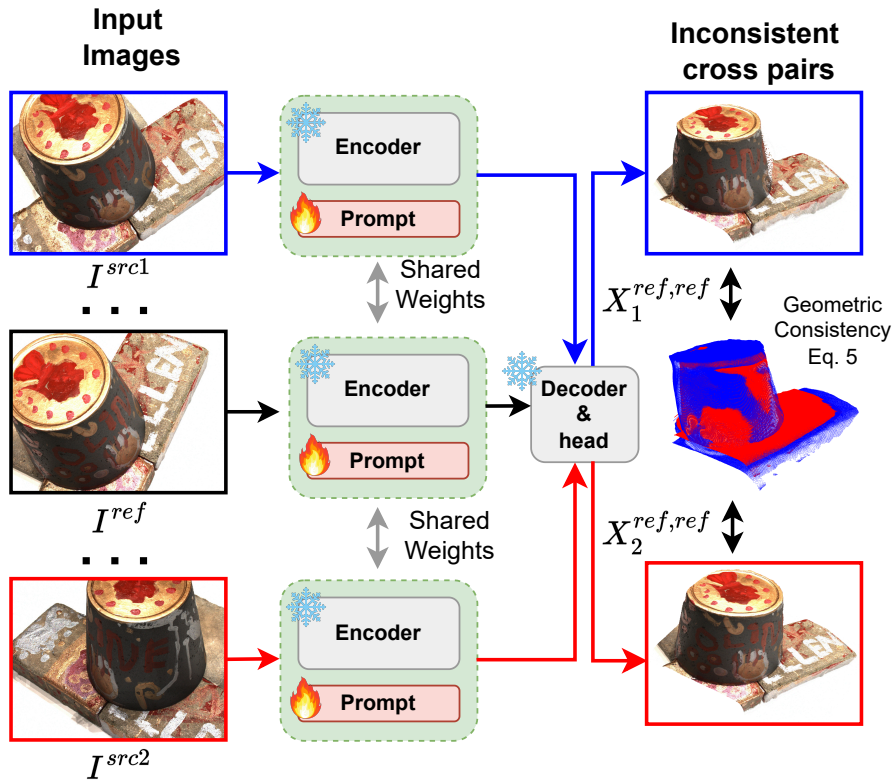 Input
Images
Inconsistent
cross pairs
Encoder
Prompt
I^{src1}
Shared
Weights
X_1^{ref,ref}
Geometric
Consistency
Eq. 5
. . .
Encoder
Prompt
Decoder
&
head
I^{ref}
Shared
Weights
X_2^{ref,ref}
. . .
Encoder
Prompt
I^{src2}